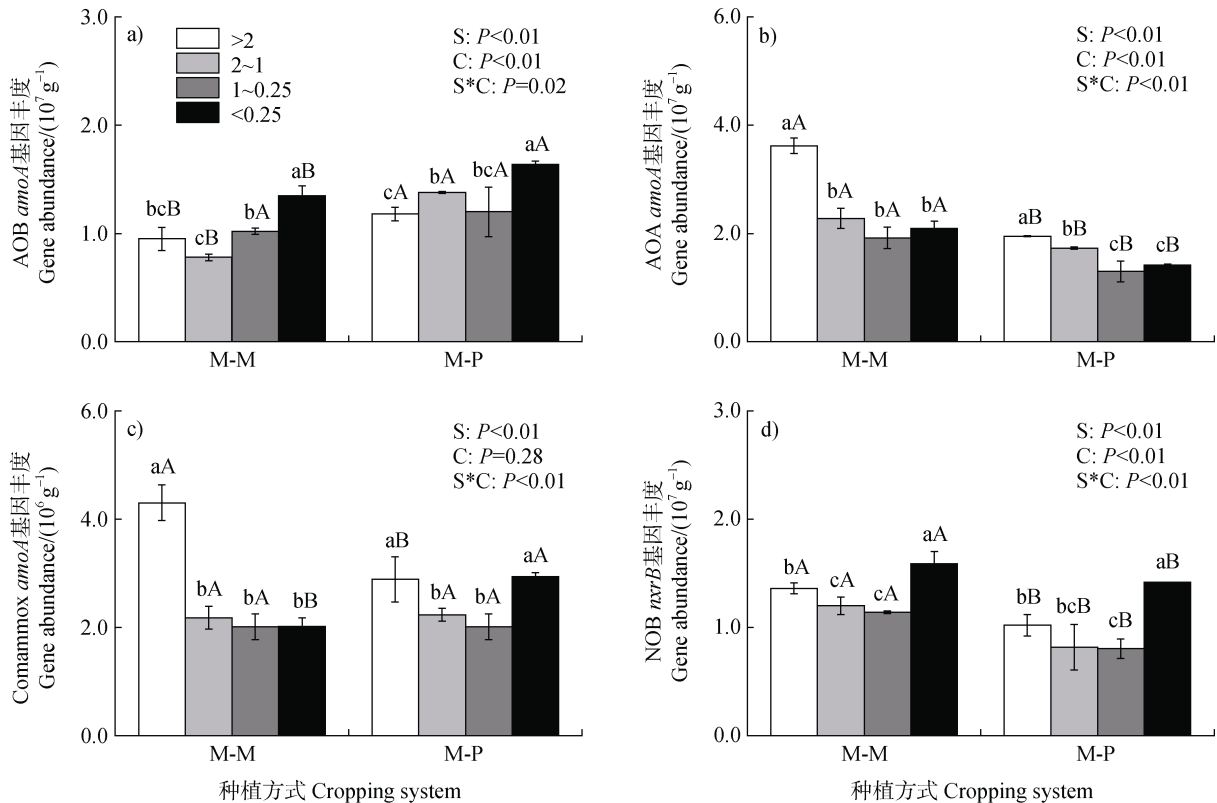 a)
>2
2~1
1~0.25
<0.25
S: P<0.01
C: P<0.01
S*C: P=0.02
3.0
2.0
1.0
0.0
AOB amoA基因丰度
Gene abundance/(10⁷ g⁻¹)
bcB cB bA aB cA bA bcA aA
M-M M-P
b)
S: P<0.01
C: P<0.01
S*C: P<0.01
6.0
4.0
2.0
0.0
AOA amoA基因丰度
Gene abundance/(10⁷ g⁻¹)
aA bA bA bA aB bB cB cB
M-M M-P
c)
S: P<0.01
C: P=0.28
S*C: P<0.01
6.0
4.0
2.0
0.0
Comammox amoA基因丰度
Gene abundance/(10⁶ g⁻¹)
aA bA bA bB aB bA bA aA
M-M M-P
种植方式 Cropping system
d)
S: P<0.01
C: P<0.01
S*C: P<0.01
3.0
2.0
1.0
0.0
NOB nxrB基因丰度
Gene abundance/(10⁷ g⁻¹)
bA cA cA aA bB bcB cB aB
M-M M-P
种植方式 Cropping system